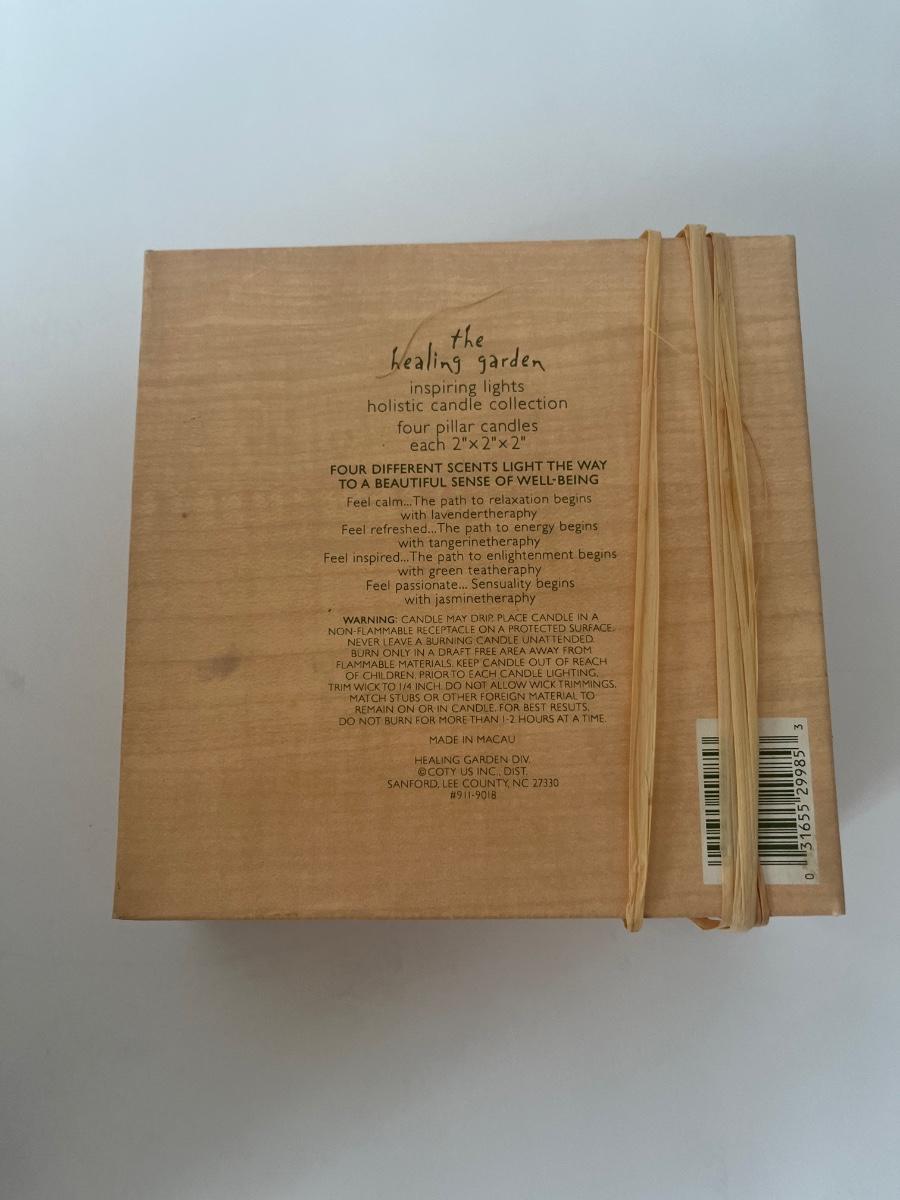 the
healing garden
inspiring lights
holistic candle collection
four pillar candles
each 2"x2"x2"
FOUR DIFFERENT SCENTS LIGHT THE WAY
TO A BEAUTIFUL SENSE OF WELL-BEING
Feel calm...The path to relaxation begins
with lavendertheraphy
Feel refreshed...The path to energy begins
with tangerinetheraphy
Feel inspired...The path to enlightenment begins
with green teatheraphy
Feel passionate... Sensuality begins
with jasminetheraphy
WARNING: CANDLE MAY DRIP. PLACE CANDLE IN A
NON-FLAMMABLE RECEPTACLE ON A PROTECTED SURFACE.
NEVER LEAVE A BURNING CANDLE UNATTENDED.
BURN ONLY IN A DRAFT FREE AREA AWAY FROM
FLAMMABLE MATERIALS. KEEP CANDLE OUT OF REACH
OF CHILDREN. PRIOR TO EACH CANDLE LIGHTING,
TRIM WICK TO 1/4 INCH. DO NOT ALLOW WICK TRIMMINGS,
MATCH STUBS OR OTHER FOREIGN MATERIAL TO
REMAIN ON OR IN CANDLE. FOR BEST RESUTS,
DO NOT BURN FOR MORE THAN 1-2 HOURS AT A TIME.
MADE IN MACAU
HEALING GARDEN DIV.
©COTY US INC., DIST.
SANFORD, LEE COUNTY, NC 27330
#911-9018
0 31655 29985 3